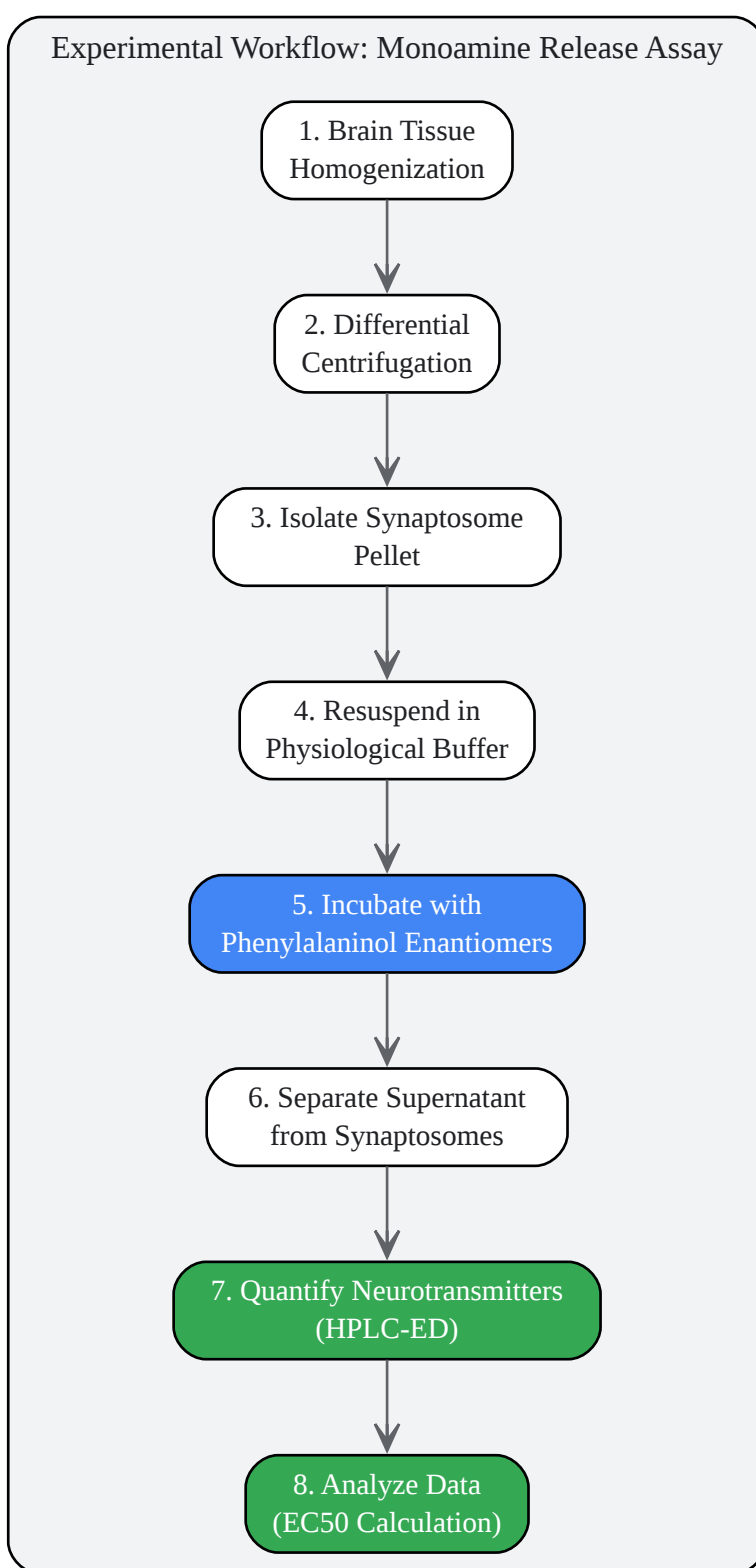 Experimental Workflow: Monoamine Release Assay
1. Brain Tissue
Homogenization
2. Differential
Centrifugation
3. Isolate Synaptosome
Pellet
4. Resuspend in
Physiological Buffer
5. Incubate with
Phenylalaninol Enantiomers
6. Separate Supernatant
from Synaptosomes
7. Quantify Neurotransmitters
(HPLC-ED)
8. Analyze Data
(EC50 Calculation)